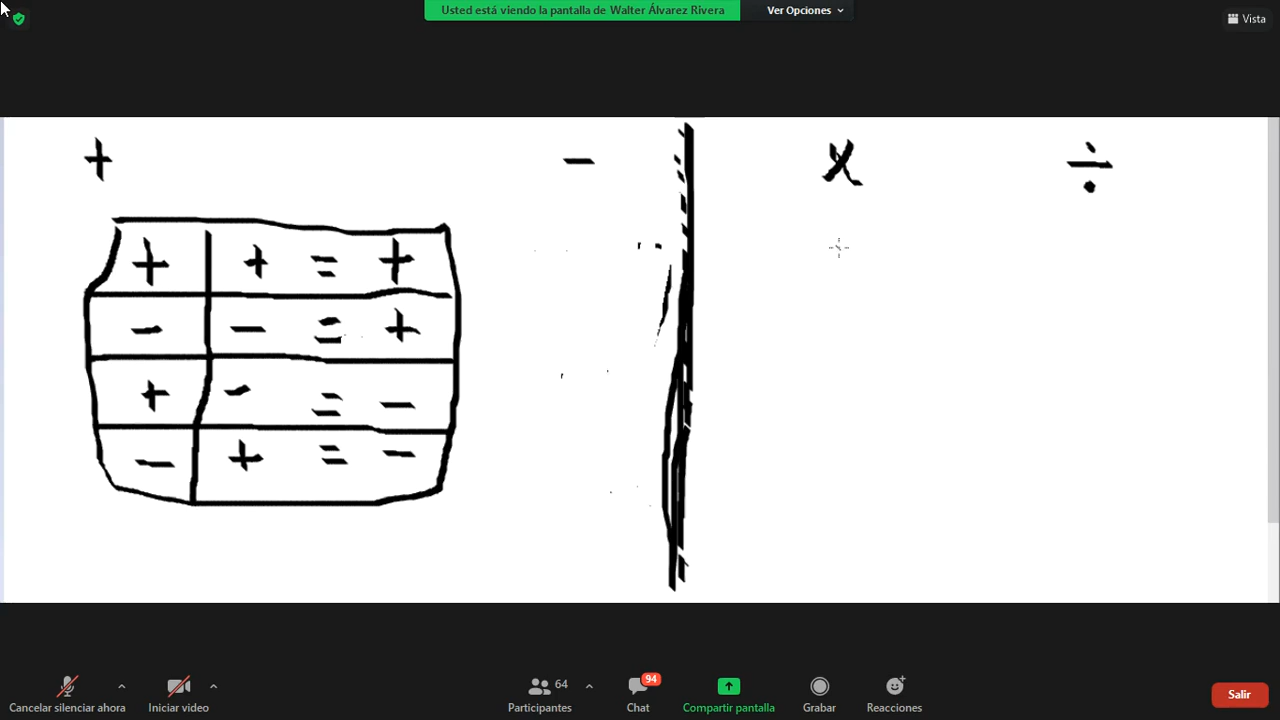 Usted está viendo la pantalla de Walter Álvarez Rivera
Ver Opciones
Vista
+ - x ÷
+ + = +
- - = +
+ - = -
- + = -
Cancelar silenciar ahora
Iniciar video
64
Participantes
94
Chat
Compartir pantalla
Grabar
Reacciones
Salir